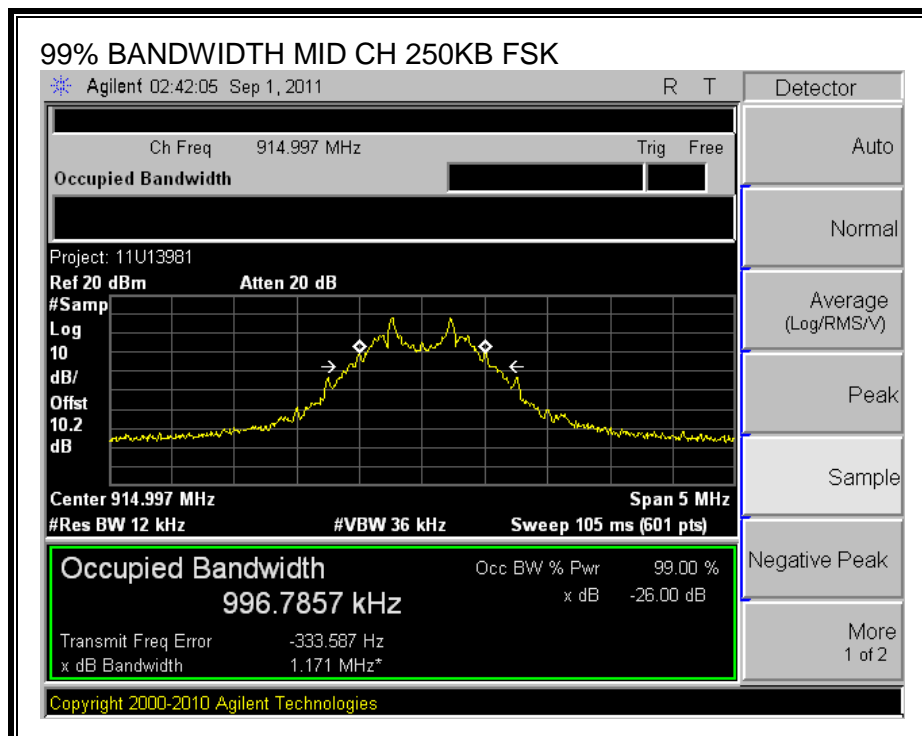 99% BANDWIDTH MID CH 250KB FSK
Agilent 02:42:05 Sep 1, 2011 R T
Detector
Ch Freq 914.997 MHz Trig Free
Occupied Bandwidth
Auto
Normal
Average
(Log/RMS/V)
Peak
Sample
Negative Peak
More
1 of 2
Project: 11U13981
Ref 20 dBm Atten 20 dB
#Samp
Log
10
dB/
Offst
10.2
dB
Center 914.997 MHz Span 5 MHz
#Res BW 12 kHz #VBW 36 kHz Sweep 105 ms (601 pts)
Occupied Bandwidth
996.7857 kHz
Occ BW % Pwr 99.00 %
x dB -26.00 dB
Transmit Freq Error -333.587 Hz
x dB Bandwidth 1.171 MHz*
Copyright 2000-2010 Agilent Technologies